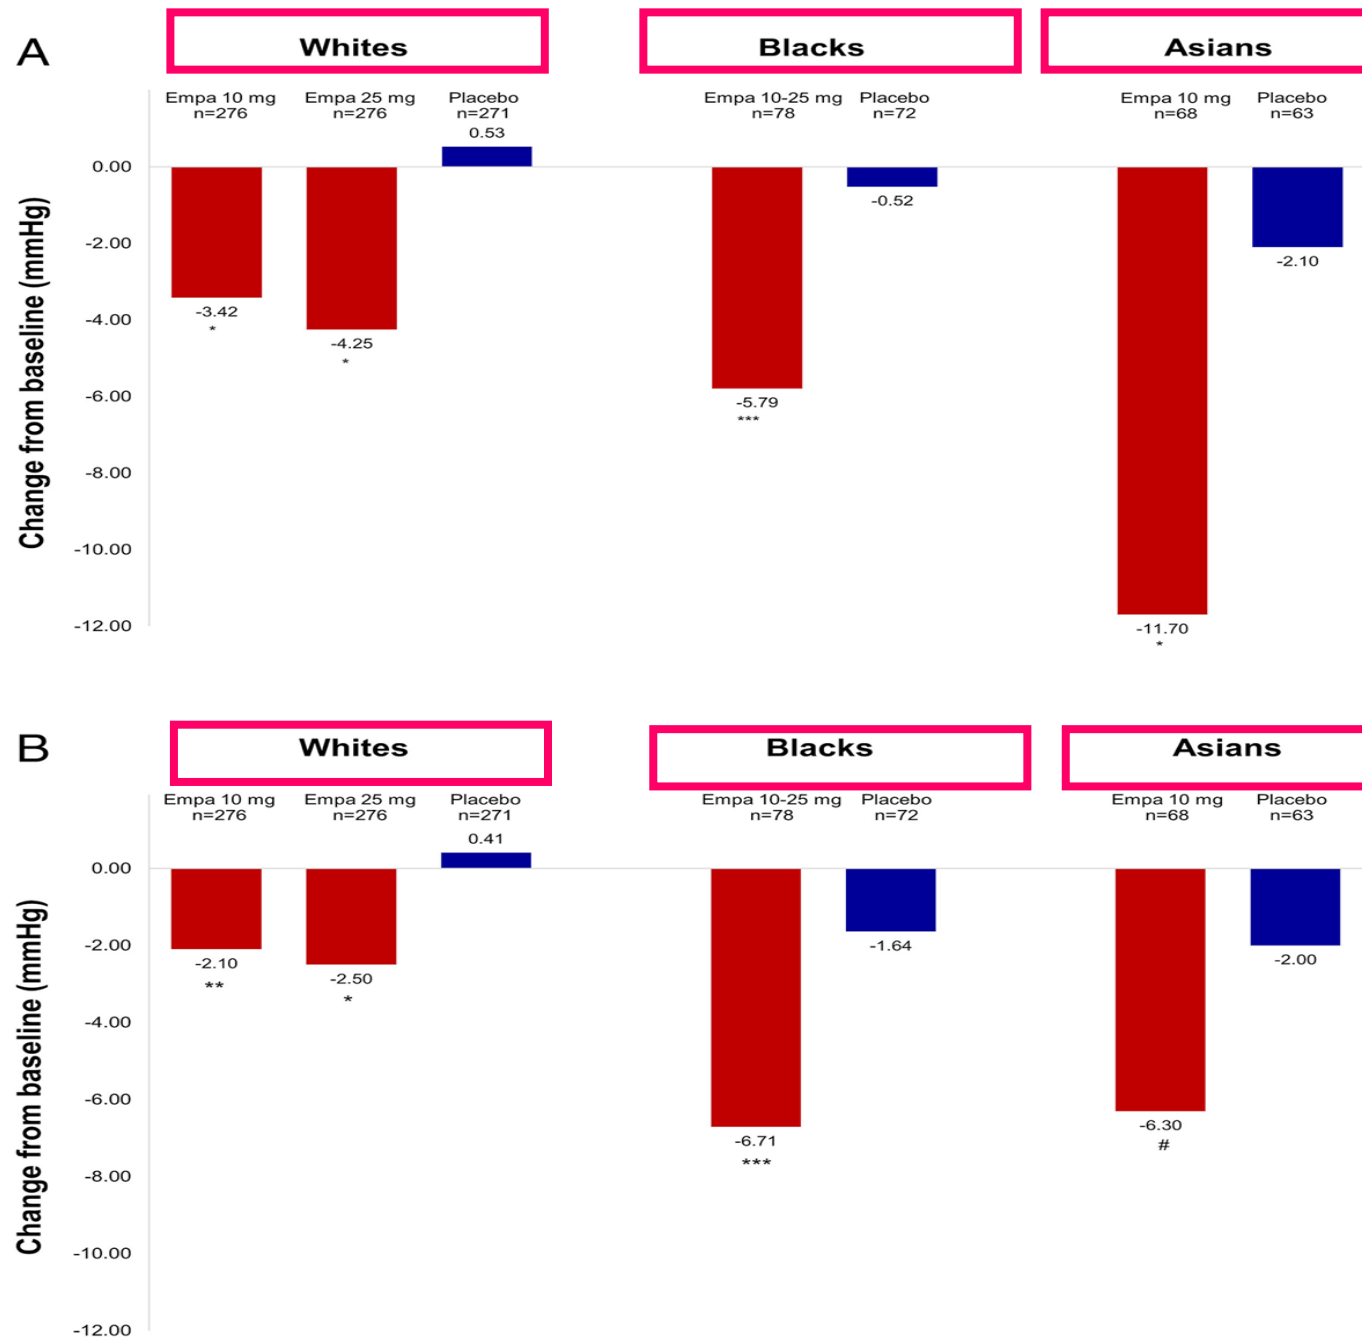 A
Whites
Blacks
Asians
Empa 10 mg
n=276
Empa 25 mg
n=276
Placebo
n=271
Empa 10-25 mg
n=78
Placebo
n=72
Empa 10 mg
n=68
Placebo
n=63
Change from baseline (mmHg)
0.00
-2.00
-4.00
-6.00
-8.00
-10.00
-12.00
-3.42
*
-4.25
*
0.53
-5.79
***
-0.52
-11.70
*
-2.10
B
Whites
Blacks
Asians
Empa 10 mg
n=276
Empa 25 mg
n=276
Placebo
n=271
Empa 10-25 mg
n=78
Placebo
n=72
Empa 10 mg
n=68
Placebo
n=63
Change from baseline (mmHg)
0.00
-2.00
-4.00
-6.00
-8.00
-10.00
-12.00
-2.10
**
-2.50
*
0.41
-6.71
***
-1.64
-6.30
#
-2.00